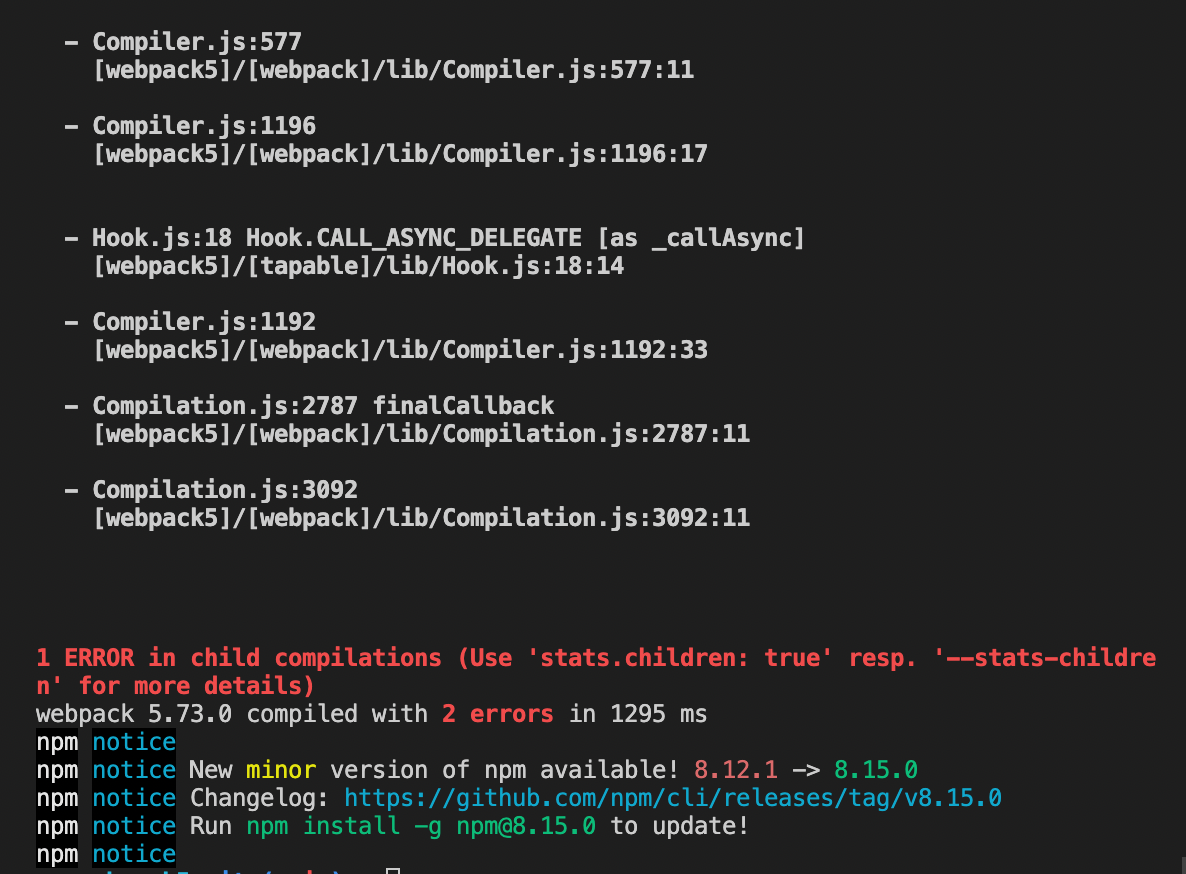 - Compiler.js:577
[webpack5]/[webpack]/lib/Compiler.js:577:11
- Compiler.js:1196
[webpack5]/[webpack]/lib/Compiler.js:1196:17
- Hook.js:18 Hook.CALL_ASYNC_DELEGATE [as _callAsync]
[webpack5]/[tapable]/lib/Hook.js:18:14
- Compiler.js:1192
[webpack5]/[webpack]/lib/Compiler.js:1192:33
- Compilation.js:2787 finalCallback
[webpack5]/[webpack]/lib/Compilation.js:2787:11
- Compilation.js:3092
[webpack5]/[webpack]/lib/Compilation.js:3092:11
1 ERROR in child compilations (Use 'stats.children: true' resp. '--stats-childre
n' for more details)
webpack 5.73.0 compiled with 2 errors in 1295 ms
npm notice
npm notice New minor version of npm available! 8.12.1 -> 8.15.0
npm notice Changelog: https://github.com/npm/cli/releases/tag/v8.15.0
npm notice Run npm install -g npm@8.15.0 to update!
npm notice